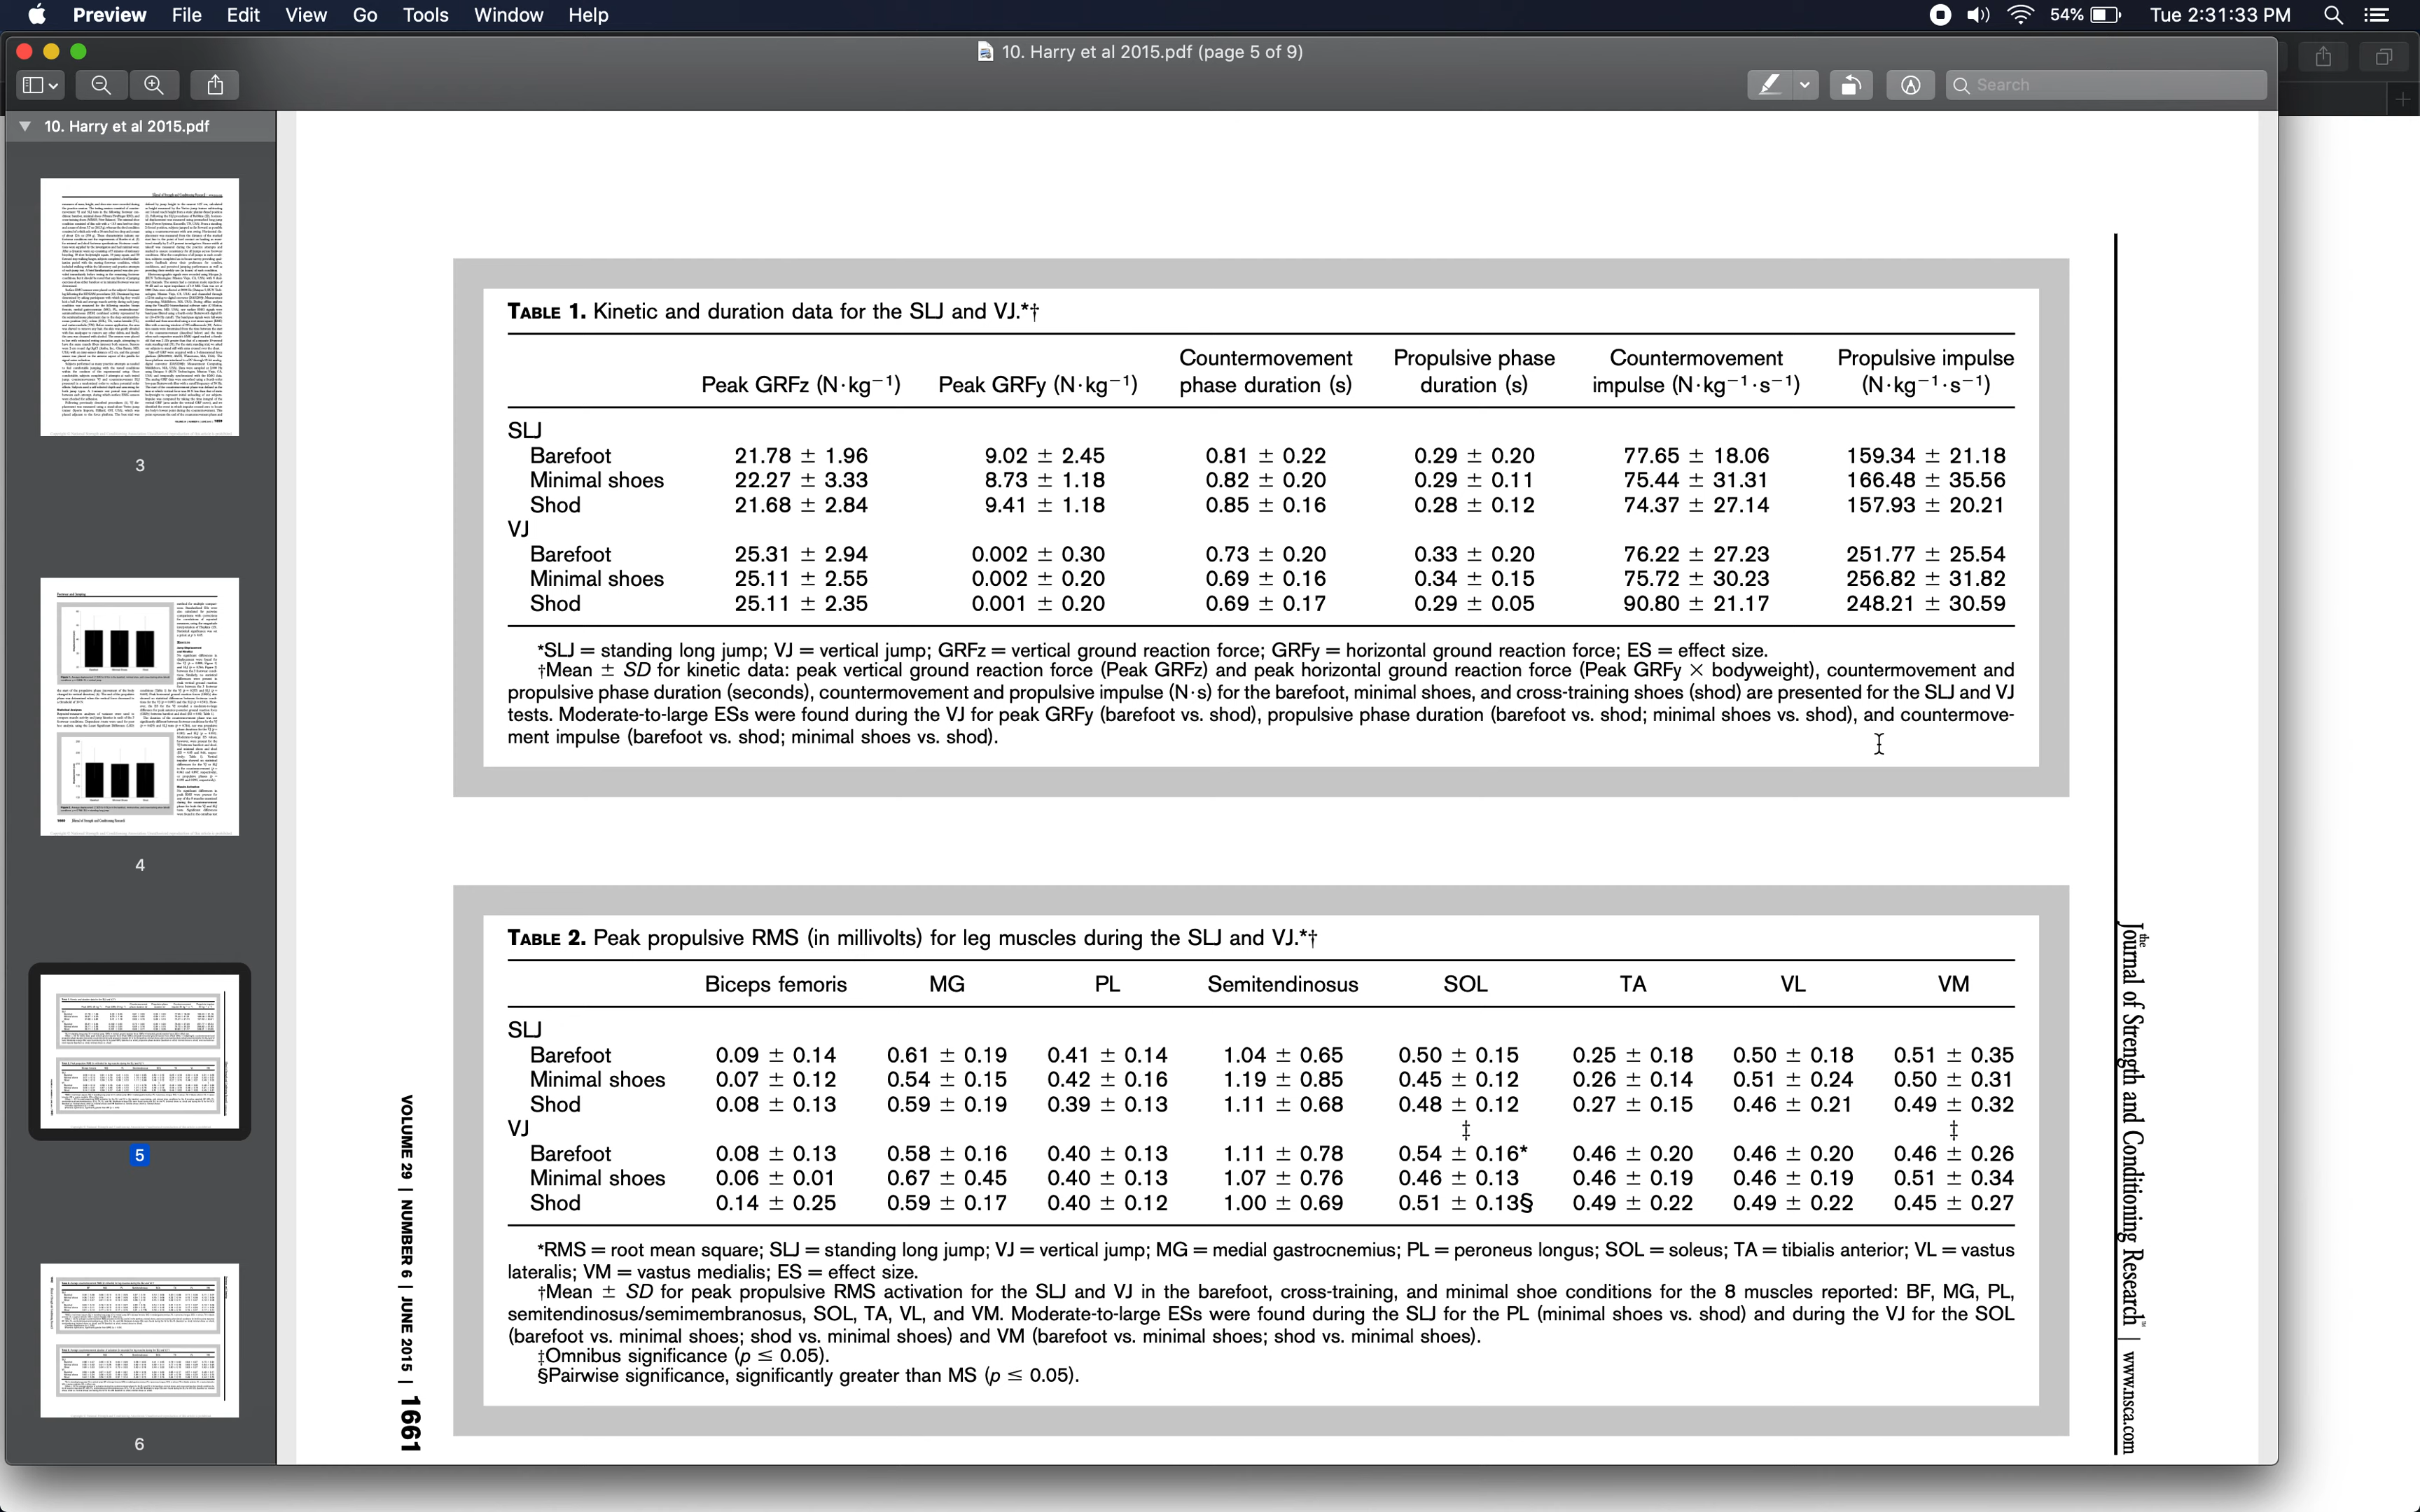 Preview File Edit View Go Tools Window Help
54% Tue 2:31:33 PM
10. Harry et al 2015.pdf (page 5 of 9)
Search
10. Harry et al 2015.pdf
3
4
5
6
TABLE 1. Kinetic and duration data for the SLJ and VJ.*†
Countermovement Propulsive phase Countermovement Propulsive impulse
Peak GRFz (N·kg−1) Peak GRFy (N·kg−1) phase duration (s) duration (s) impulse (N·kg−1·s−1) (N·kg−1·s−1)
SLJ
Barefoot 21.78 ± 1.96 9.02 ± 2.45 0.81 ± 0.22 0.29 ± 0.20 77.65 ± 18.06 159.34 ± 21.18
Minimal shoes 22.27 ± 3.33 8.73 ± 1.18 0.82 ± 0.20 0.29 ± 0.11 75.44 ± 31.31 166.48 ± 35.56
Shod 21.68 ± 2.84 9.41 ± 1.18 0.85 ± 0.16 0.28 ± 0.12 74.37 ± 27.14 157.93 ± 20.21
VJ
Barefoot 25.31 ± 2.94 0.002 ± 0.30 0.73 ± 0.20 0.33 ± 0.20 76.22 ± 27.23 251.77 ± 25.54
Minimal shoes 25.11 ± 2.55 0.002 ± 0.20 0.69 ± 0.16 0.34 ± 0.15 75.72 ± 30.23 256.82 ± 31.82
Shod 25.11 ± 2.35 0.001 ± 0.20 0.69 ± 0.17 0.29 ± 0.05 90.80 ± 21.17 248.21 ± 30.59
*SLJ = standing long jump; VJ = vertical jump; GRFz = vertical ground reaction force; GRFy = horizontal ground reaction force; ES = effect size.
†Mean ± SD for kinetic data: peak vertical ground reaction force (Peak GRFz) and peak horizontal ground reaction force (Peak GRFy × bodyweight), countermovement and
propulsive phase duration (seconds), countermovement and propulsive impulse (N·s) for the barefoot, minimal shoes, and cross-training shoes (shod) are presented for the SLJ and VJ
tests. Moderate-to-large ESs were found during the VJ for peak GRFy (barefoot vs. shod), propulsive phase duration (barefoot vs. shod; minimal shoes vs. shod), and countermove-
ment impulse (barefoot vs. shod; minimal shoes vs. shod).
TABLE 2. Peak propulsive RMS (in millivolts) for leg muscles during the SLJ and VJ.*†
Biceps femoris MG PL Semitendinosus SOL TA VL VM
SLJ
Barefoot 0.09 ± 0.14 0.61 ± 0.19 0.41 ± 0.14 1.04 ± 0.65 0.50 ± 0.15 0.25 ± 0.18 0.50 ± 0.18 0.51 ± 0.35
Minimal shoes 0.07 ± 0.12 0.54 ± 0.15 0.42 ± 0.16 1.19 ± 0.85 0.45 ± 0.12 0.26 ± 0.14 0.51 ± 0.24 0.50 ± 0.31
Shod 0.08 ± 0.13 0.59 ± 0.19 0.39 ± 0.13 1.11 ± 0.68 0.48 ± 0.12 0.27 ± 0.15 0.46 ± 0.21 0.49 ± 0.32
VJ ‡ ‡
Barefoot 0.08 ± 0.13 0.58 ± 0.16 0.40 ± 0.13 1.11 ± 0.78 0.54 ± 0.16* 0.46 ± 0.20 0.46 ± 0.20 0.46 ± 0.26
Minimal shoes 0.06 ± 0.01 0.67 ± 0.45 0.40 ± 0.13 1.07 ± 0.76 0.46 ± 0.13 0.46 ± 0.19 0.46 ± 0.19 0.51 ± 0.34
Shod 0.14 ± 0.25 0.59 ± 0.17 0.40 ± 0.12 1.00 ± 0.69 0.51 ± 0.13§ 0.49 ± 0.22 0.49 ± 0.22 0.45 ± 0.27
*RMS = root mean square; SLJ = standing long jump; VJ = vertical jump; MG = medial gastrocnemius; PL = peroneus longus; SOL = soleus; TA = tibialis anterior; VL = vastus
lateralis; VM = vastus medialis; ES = effect size.
†Mean ± SD for peak propulsive RMS activation for the SLJ and VJ in the barefoot, cross-training, and minimal shoe conditions for the 8 muscles reported: BF, MG, PL,
semitendinosus/semimembranosus, SOL, TA, VL, and VM. Moderate-to-large ESs were found during the SLJ for the PL (minimal shoes vs. shod) and during the VJ for the SOL
(barefoot vs. minimal shoes; shod vs. minimal shoes) and VM (barefoot vs. minimal shoes; shod vs. minimal shoes).
‡Omnibus significance (p ≤ 0.05).
§Pairwise significance, significantly greater than MS (p ≤ 0.05).
VOLUME 29 | NUMBER 6 | JUNE 2015 | 1661
the Journal of Strength and Conditioning Research™ | www.nsca.com